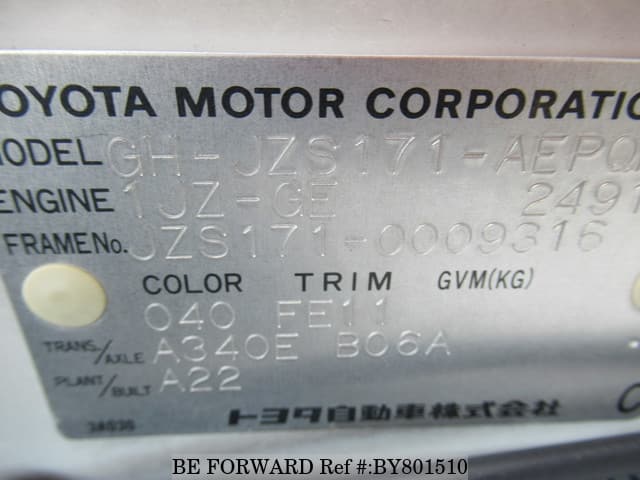 TOYOTA MOTOR CORPORATION
MODEL GH-JZS171-AEPQ
ENGINE 1JZ-GE 2491
FRAME No. JZS171-0009316
COLOR TRIM GVM(KG)
040 FE11
TRANS./AXLE A340E B06A
PLANT/BUILT A22
トヨタ自動車株式会社
BE FORWARD Ref #:BY801510